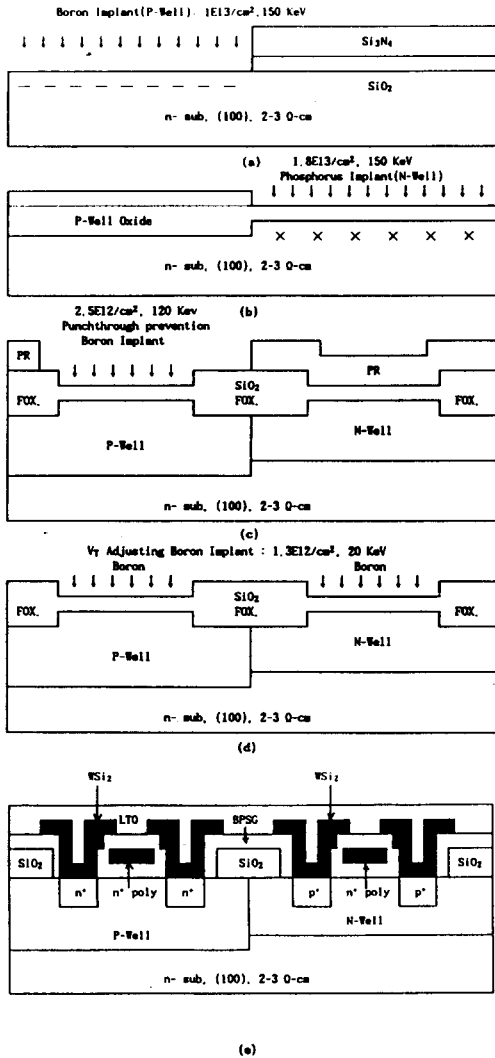 Boron Implant(P-Well) 1E13/cm², 150 KeV
Si₃N₄
SiO₂
n- sub, (100), 2-3 Ω-cm
(a)
1.8E13/cm², 150 KeV
Phosphorus Implant(N-Well)
P-Well Oxide
n- sub, (100), 2-3 Ω-cm
(b)
2.5E12/cm², 120 Kev
Punchthrough prevention
Boron Implant
PR
PR
SiO₂
FOX.
FOX.
FOX.
N-Well
P-Well
n- sub, (100), 2-3 Ω-cm
(c)
V_T Adjusting Boron Implant : 1.3E12/cm², 20 KeV
Boron
Boron
SiO₂
FOX.
FOX.
FOX.
N-Well
P-Well
n- sub, (100), 2-3 Ω-cm
(d)
WSi₂
WSi₂
LTO
BPSG
SiO₂
SiO₂
SiO₂
n⁺
n⁺ poly
n⁺
p⁺
n⁺ poly
p⁺
N-Well
P-Well
n- sub, (100), 2-3 Ω-cm
(e)